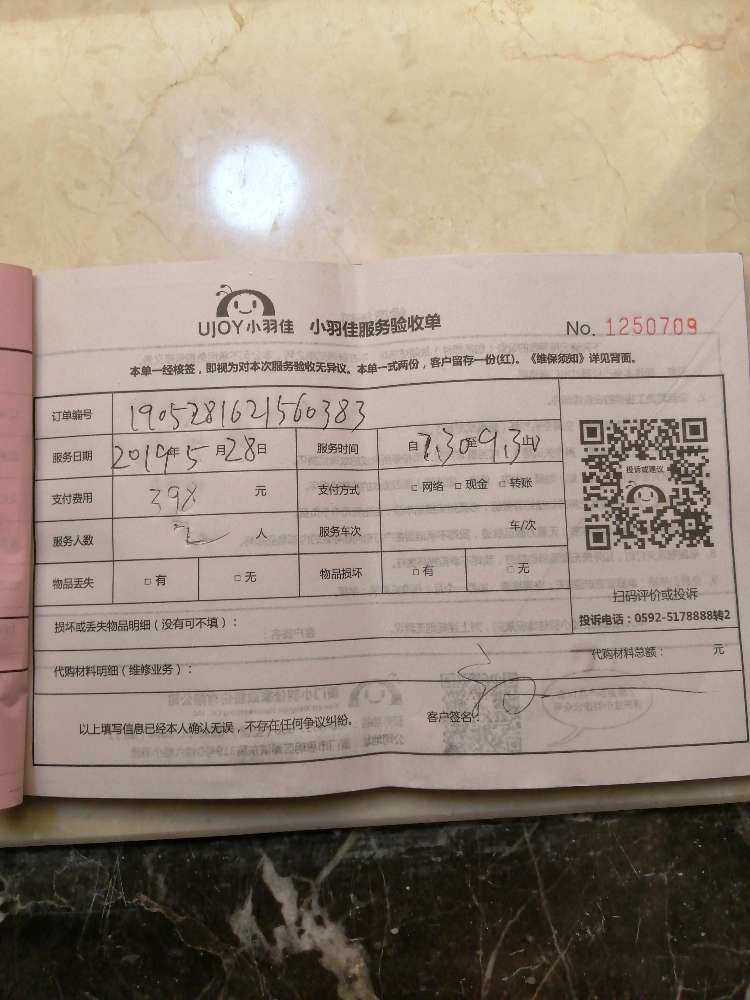 UJOY小羽佳 小羽佳服务验收单 No. 1250709
本单一经核签，即视为对本次服务验收无异议。本单一式两份，客户留存一份(红)。《维保须知》详见背面。
订单编号 1905281621560383
服务日期 2019年5月28日 服务时间 自7.30至9.30止
支付费用 398 元 支付方式 □ 网络 □ 现金 □ 转账
服务人数 人 服务车次 车/次
物品丢失 □ 有 □ 无 物品损坏 □ 有 □ 无
投诉或建议
扫码评价或投诉
投诉电话：0592-5178888转2
损坏或丢失物品明细（没有可不填）：
代购材料明细（维修业务）： 代购材料总额： 元
以上填写信息已经本人确认无误，不存在任何争议纠纷。 客户签名：